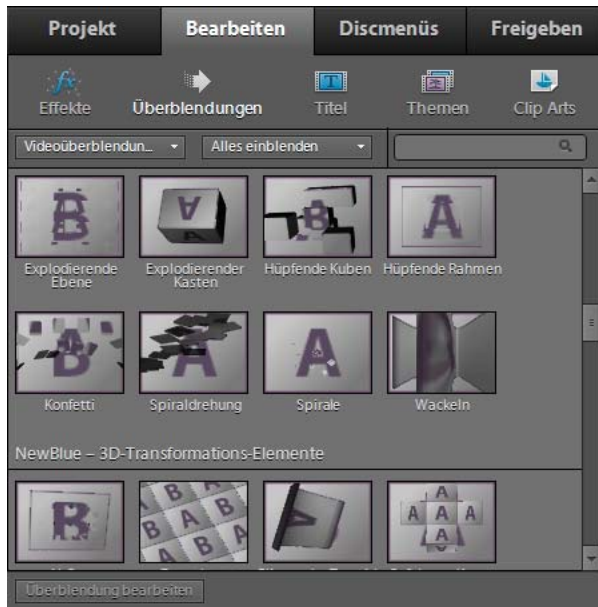 Projekt Bearbeiten Discmenüs Freigeben
Effekte Überblendungen Titel Themen Clip Arts
Videoüberblendun... Alles einblenden
Explodierende Ebene Explodierender Kasten Hüpfende Kuben Hüpfende Rahmen
Konfetti Spiraldrehung Spirale Wackeln
NewBlue – 3D-Transformations-Elemente
Überblendung bearbeiten